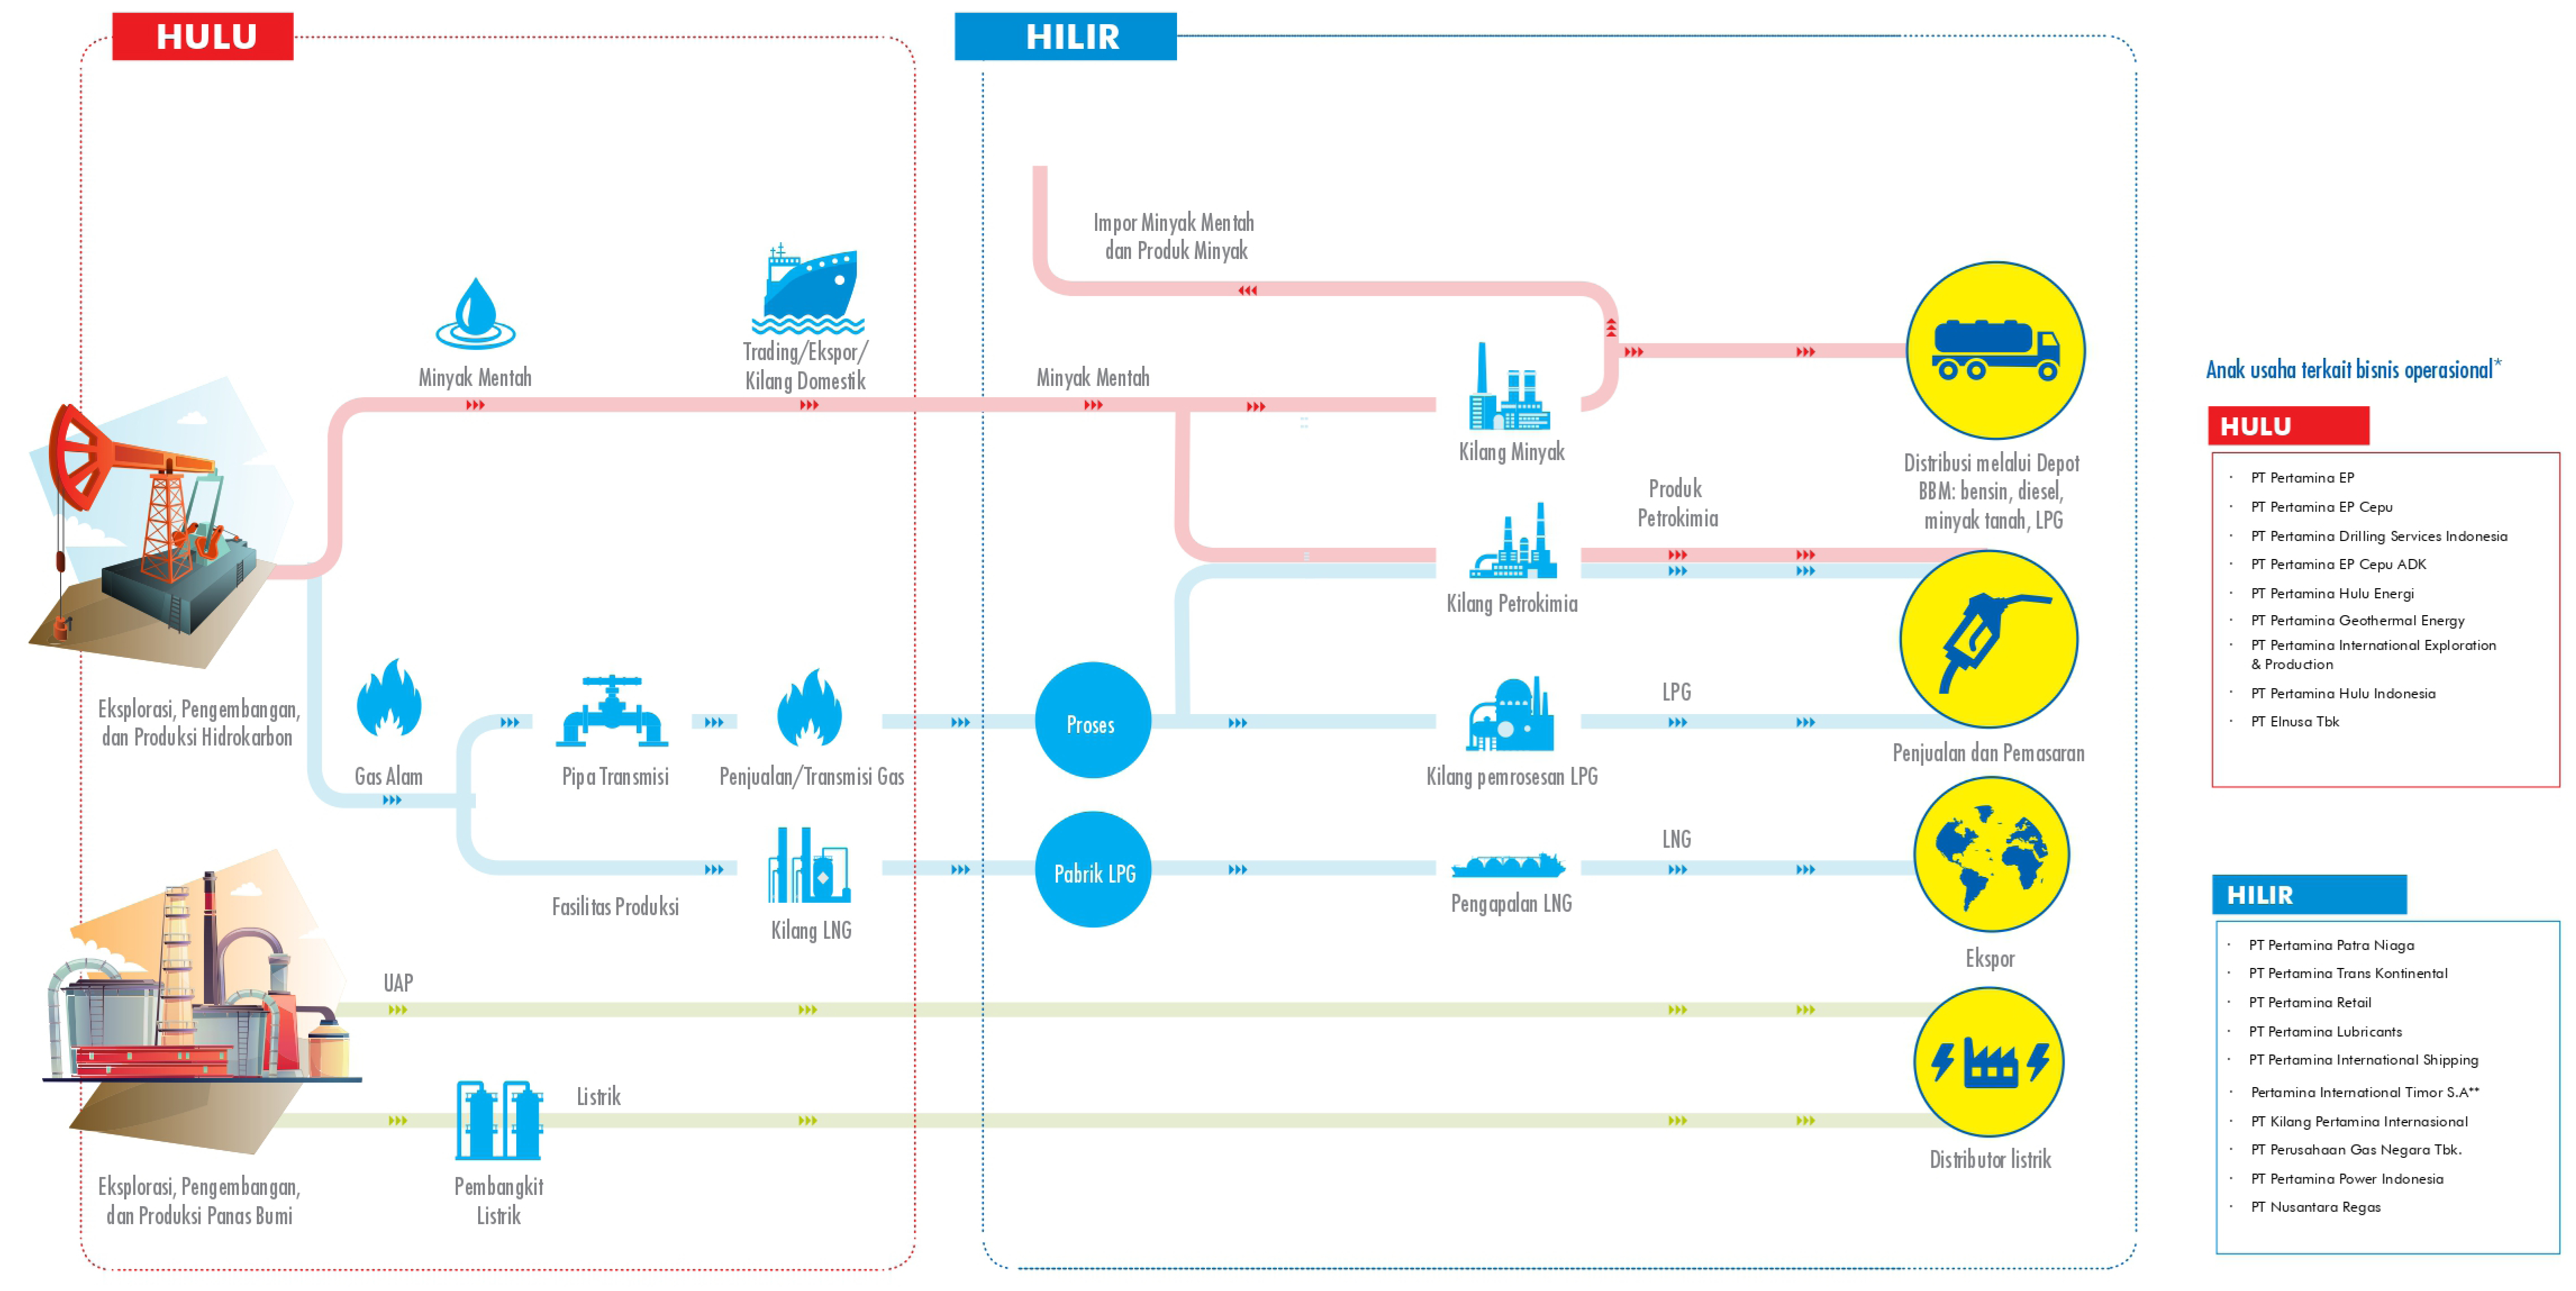 HULU
HILIR
Impor Minyak Mentah
dan Produk Minyak
Minyak Mentah
Trading/Ekspor/
Kilang Domestik
Minyak Mentah
Kilang Minyak
Distribusi melalui Depot
BBM: bensin, diesel,
minyak tanah, LPG
Produk
Petrokimia
Kilang Petrokimia
Eksplorasi, Pengembangan,
dan Produksi Hidrokarbon
Gas Alam
Pipa Transmisi
Penjualan/Transmisi Gas
Proses
Kilang pemrosesan LPG
LPG
Penjualan dan Pemasaran
Fasilitas Produksi
Kilang LNG
Pabrik LPG
Pengapalan LNG
LNG
Ekspor
UAP
Listrik
Eksplorasi, Pengembangan,
dan Produksi Panas Bumi
Pembangkit
Listrik
Distributor listrik
Anak usaha terkait bisnis operasional*
HULU
· PT Pertamina EP
· PT Pertamina EP Cepu
· PT Pertamina Drilling Services Indonesia
· PT Pertamina EP Cepu ADK
· PT Pertamina Hulu Energi
· PT Pertamina Geothermal Energy
· PT Pertamina International Exploration
& Production
· PT Pertamina Hulu Indonesia
· PT Elnusa Tbk
HILIR
· PT Pertamina Patra Niaga
· PT Pertamina Trans Kontinental
· PT Pertamina Retail
· PT Pertamina Lubricants
· PT Pertamina International Shipping
· Pertamina International Timor S.A**
· PT Kilang Pertamina Internasional
· PT Perusahaan Gas Negara Tbk.
· PT Pertamina Power Indonesia
· PT Nusantara Regas